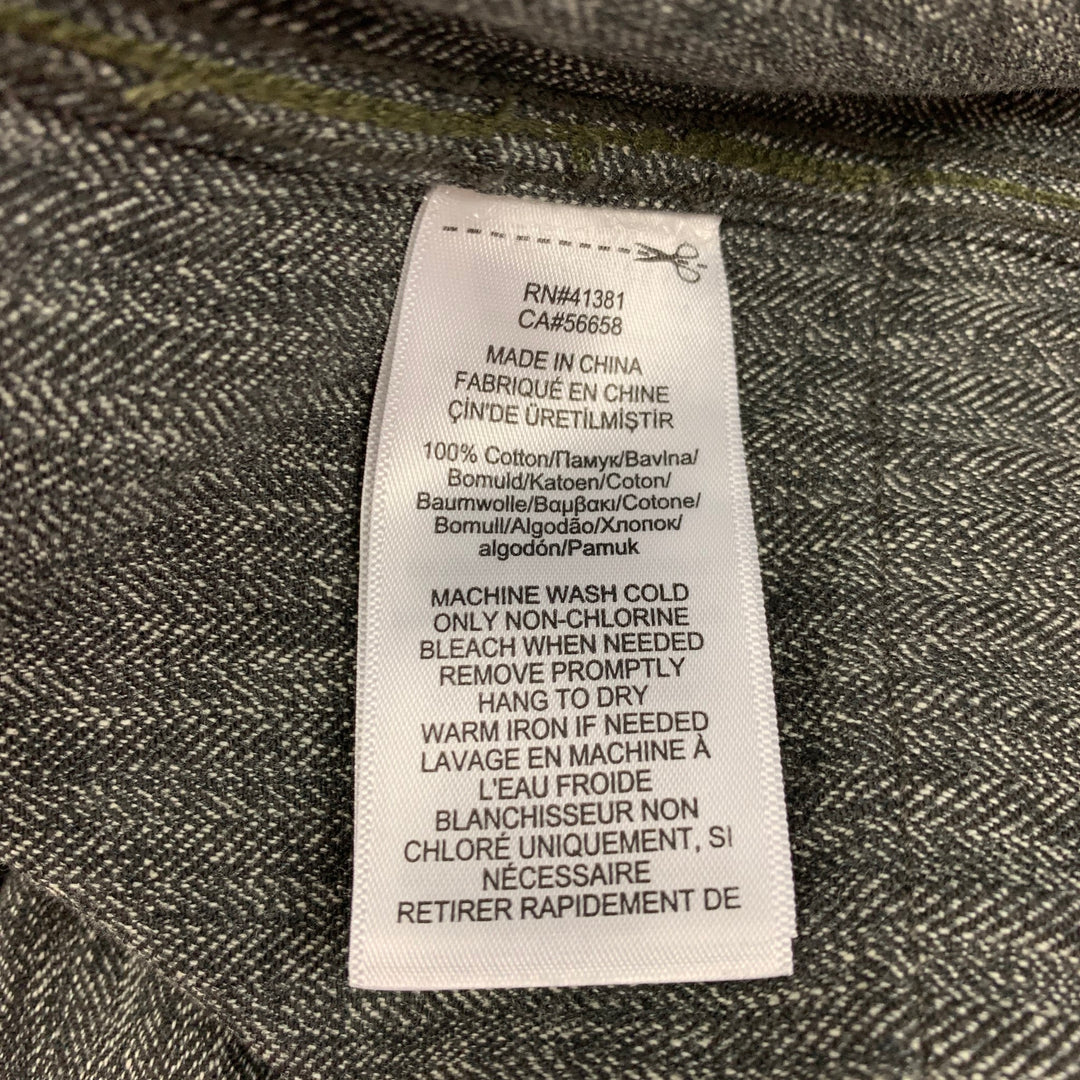 RN#41381
CA#56658
MADE IN CHINA
FABRIQUÉ EN CHINE
ÇİN'DE ÜRETİLMİŞTİR
100% Cotton/Памук/Bavlna/
Bomuld/Katoen/Coton/
Baumwolle/Βαμβακι/Cotone/
Bomull/Algodão/Хлопок/
algodón/Pamuk
MACHINE WASH COLD
ONLY NON-CHLORINE
BLEACH WHEN NEEDED
REMOVE PROMPTLY
HANG TO DRY
WARM IRON IF NEEDED
LAVAGE EN MACHINE À
L'EAU FROIDE
BLANCHISSEUR NON
CHLORÉ UNIQUEMENT, SI
NÉCESSAIRE
RETIRER RAPIDEMENT DE